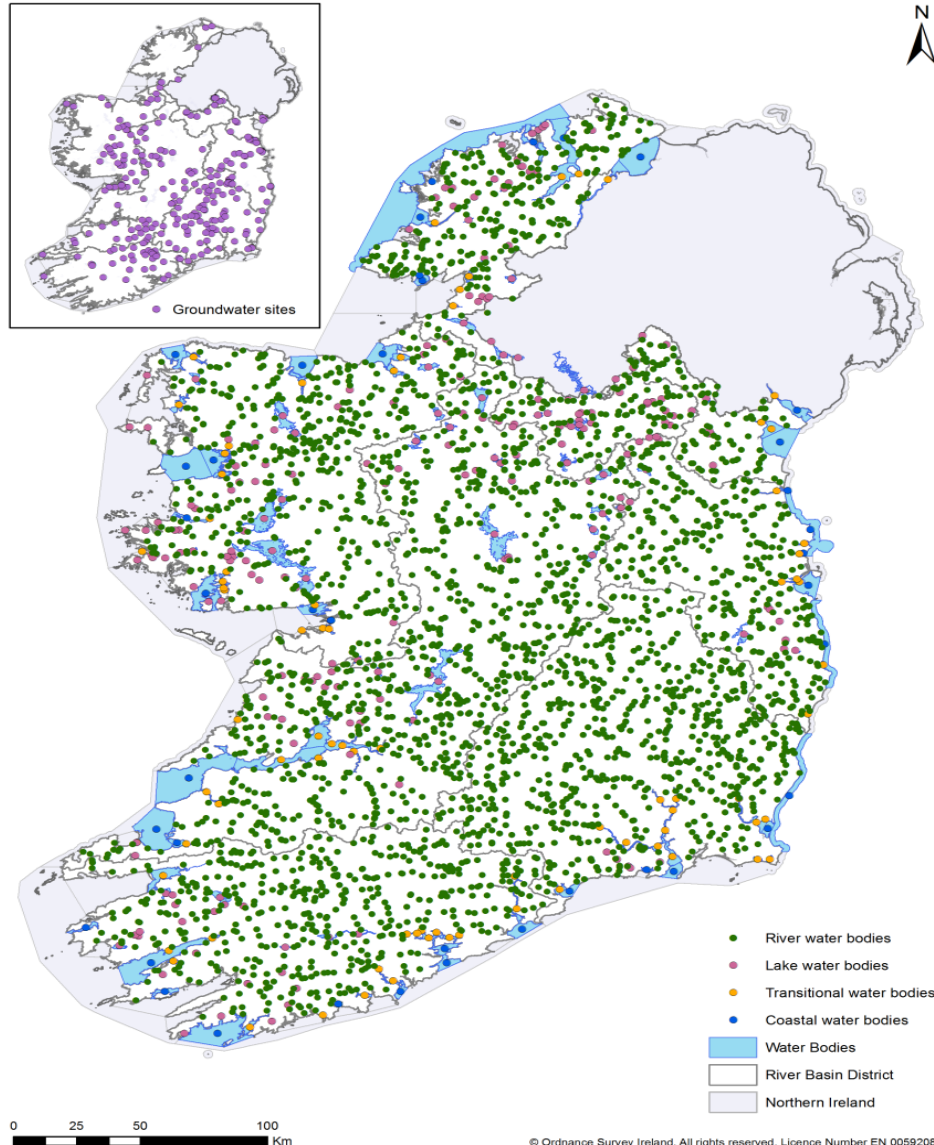 N
Groundwater sites
River water bodies
Lake water bodies
Transitional water bodies
Coastal water bodies
Water Bodies
River Basin District
Northern Ireland
0 25 50 100
Km
© Ordnance Survey Ireland. All rights reserved. Licence Number EN 0059208